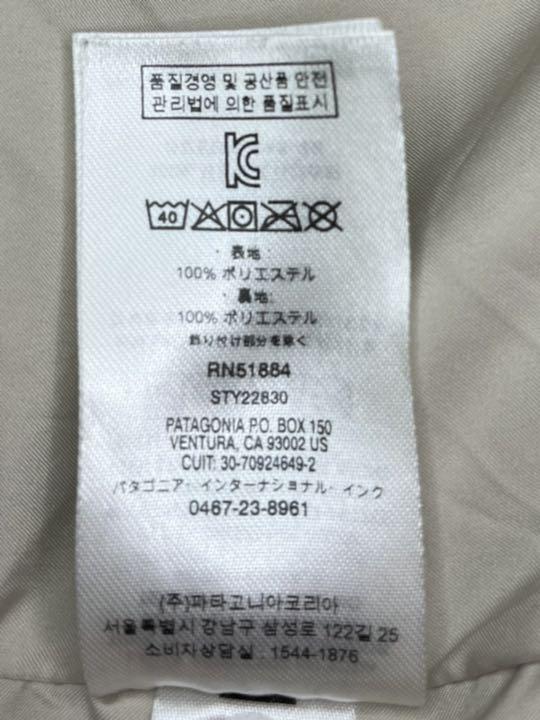 품질경영 및 공산품 안전
관리법에 의한 품질표시
KC
40
· 表地:
100% ポリエステル
· 裏地:
100% ポリエステル
飾り付け部分を除く
RN51884
STY22830
PATAGONIA P.O. BOX 150
VENTURA, CA 93002 US
CUIT: 30-70924649-2
パタゴニア・インターナショナル・インク
0467-23-8961
(주)파타고니아코리아
서울특별시 강남구 삼성로 122길 25
소비자상담실 : 1544-1876